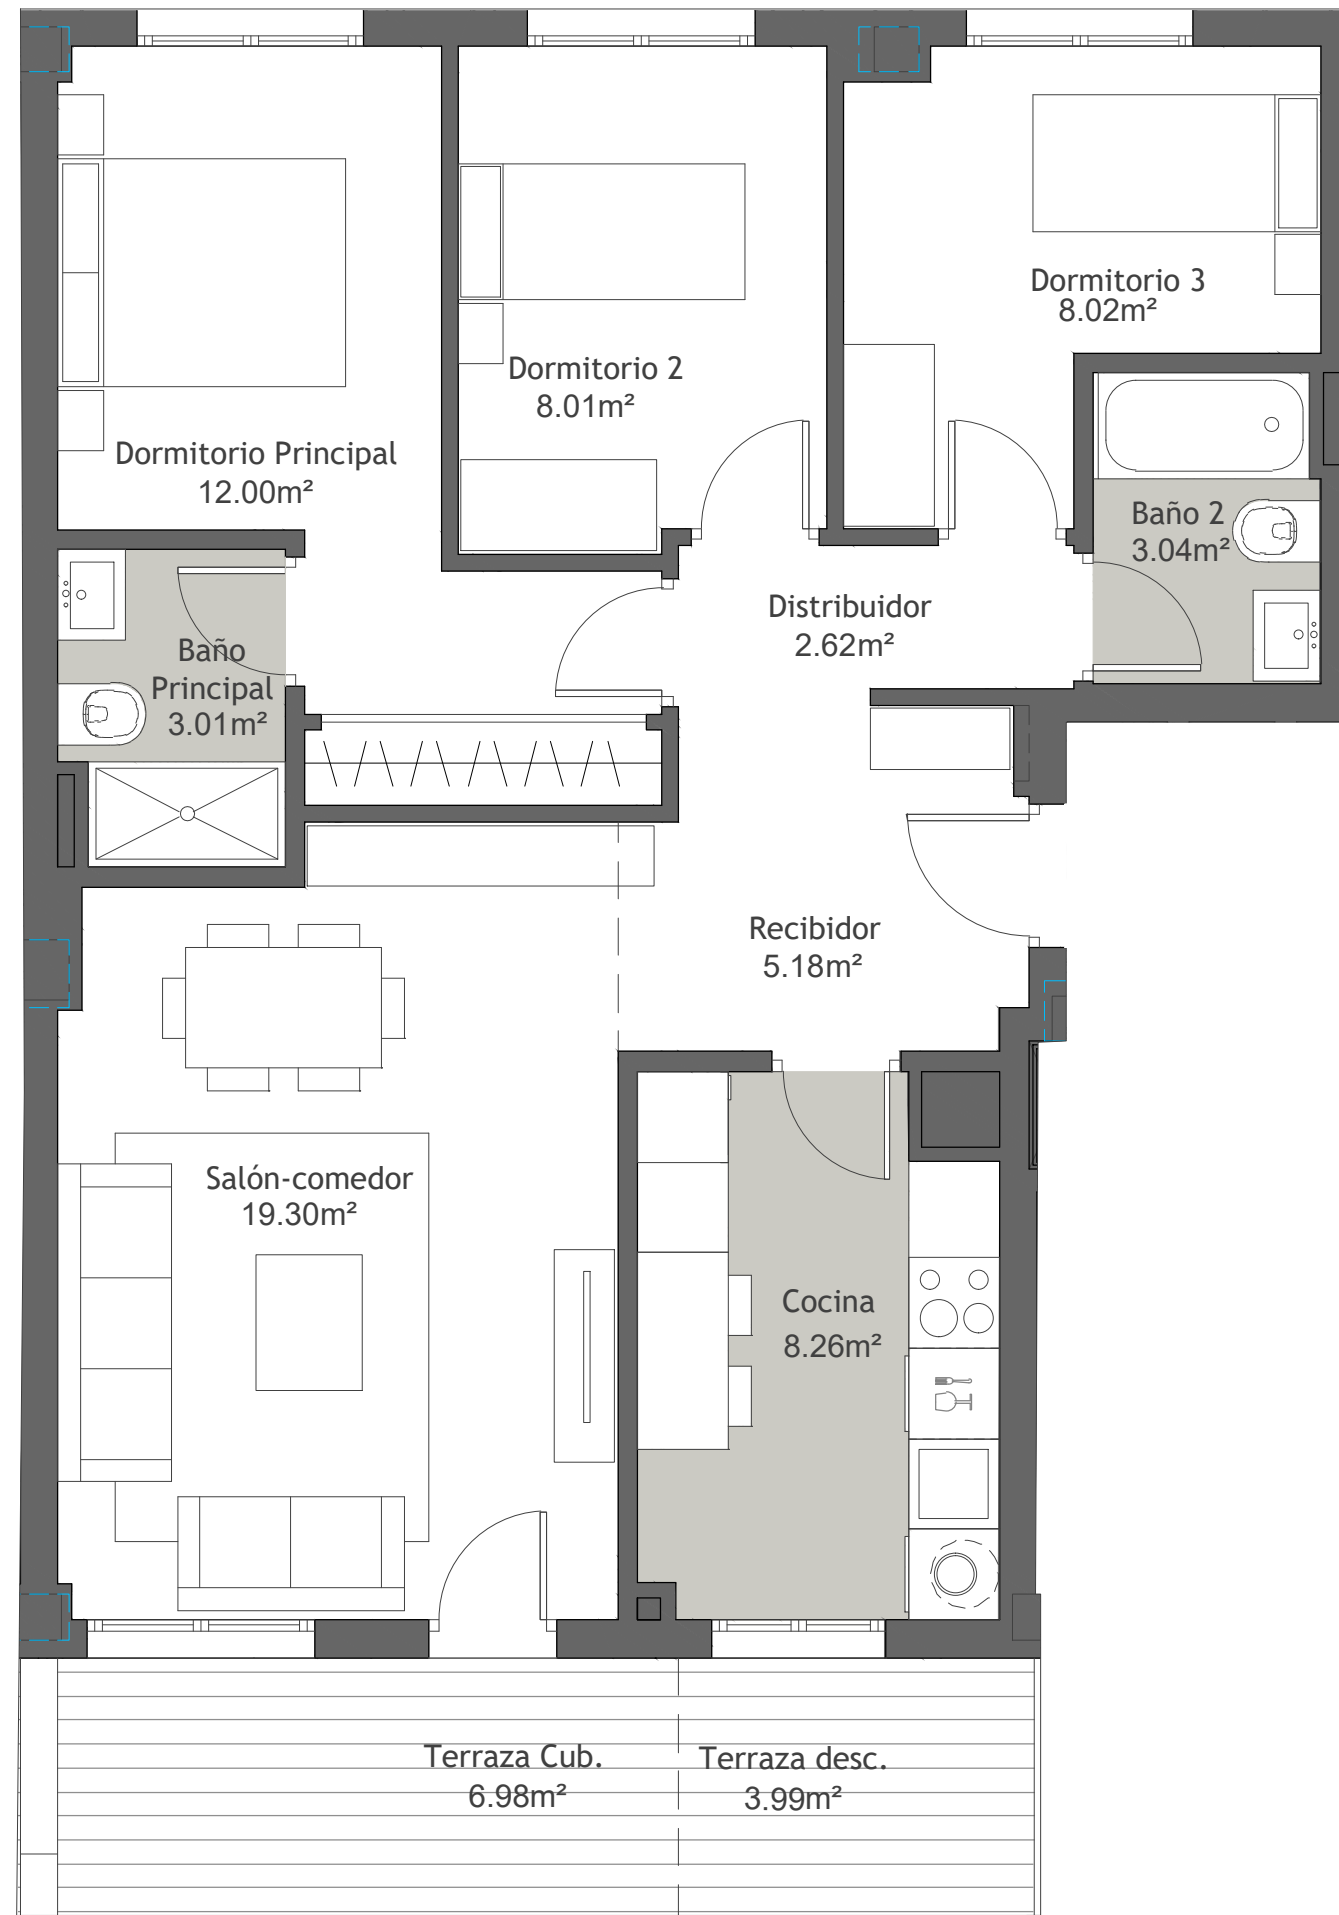 Dormitorio 3
8.02m²
Dormitorio 2
8.01m²
Dormitorio Principal
12.00m²
Baño 2
3.04m²
Distribuidor
2.62m²
Baño
Principal
3.01m²
Recibidor
5.18m²
Salón-comedor
19.30m²
Cocina
8.26m²
Terraza Cub.
6.98m²
Terraza desc.
3.99m²